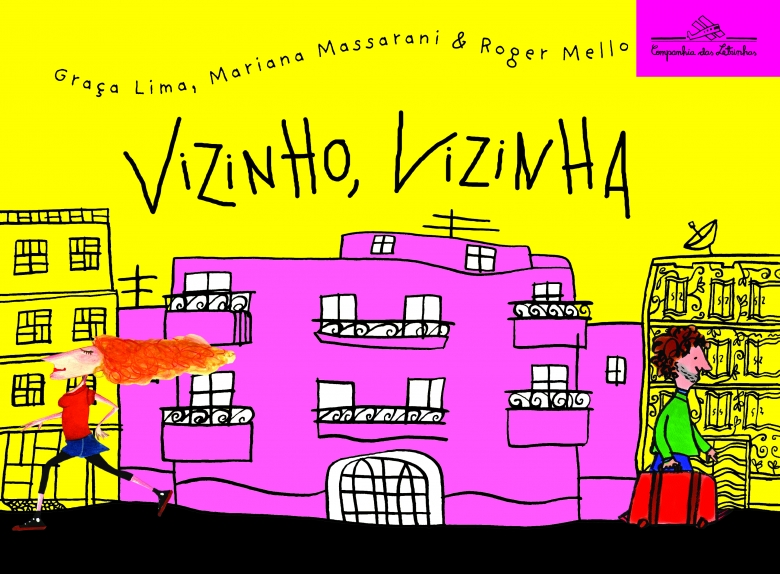 Graça Lima, Mariana Massarani & Roger Mello
Companhia das Letrinhas
VIZINHO, VIZINHA